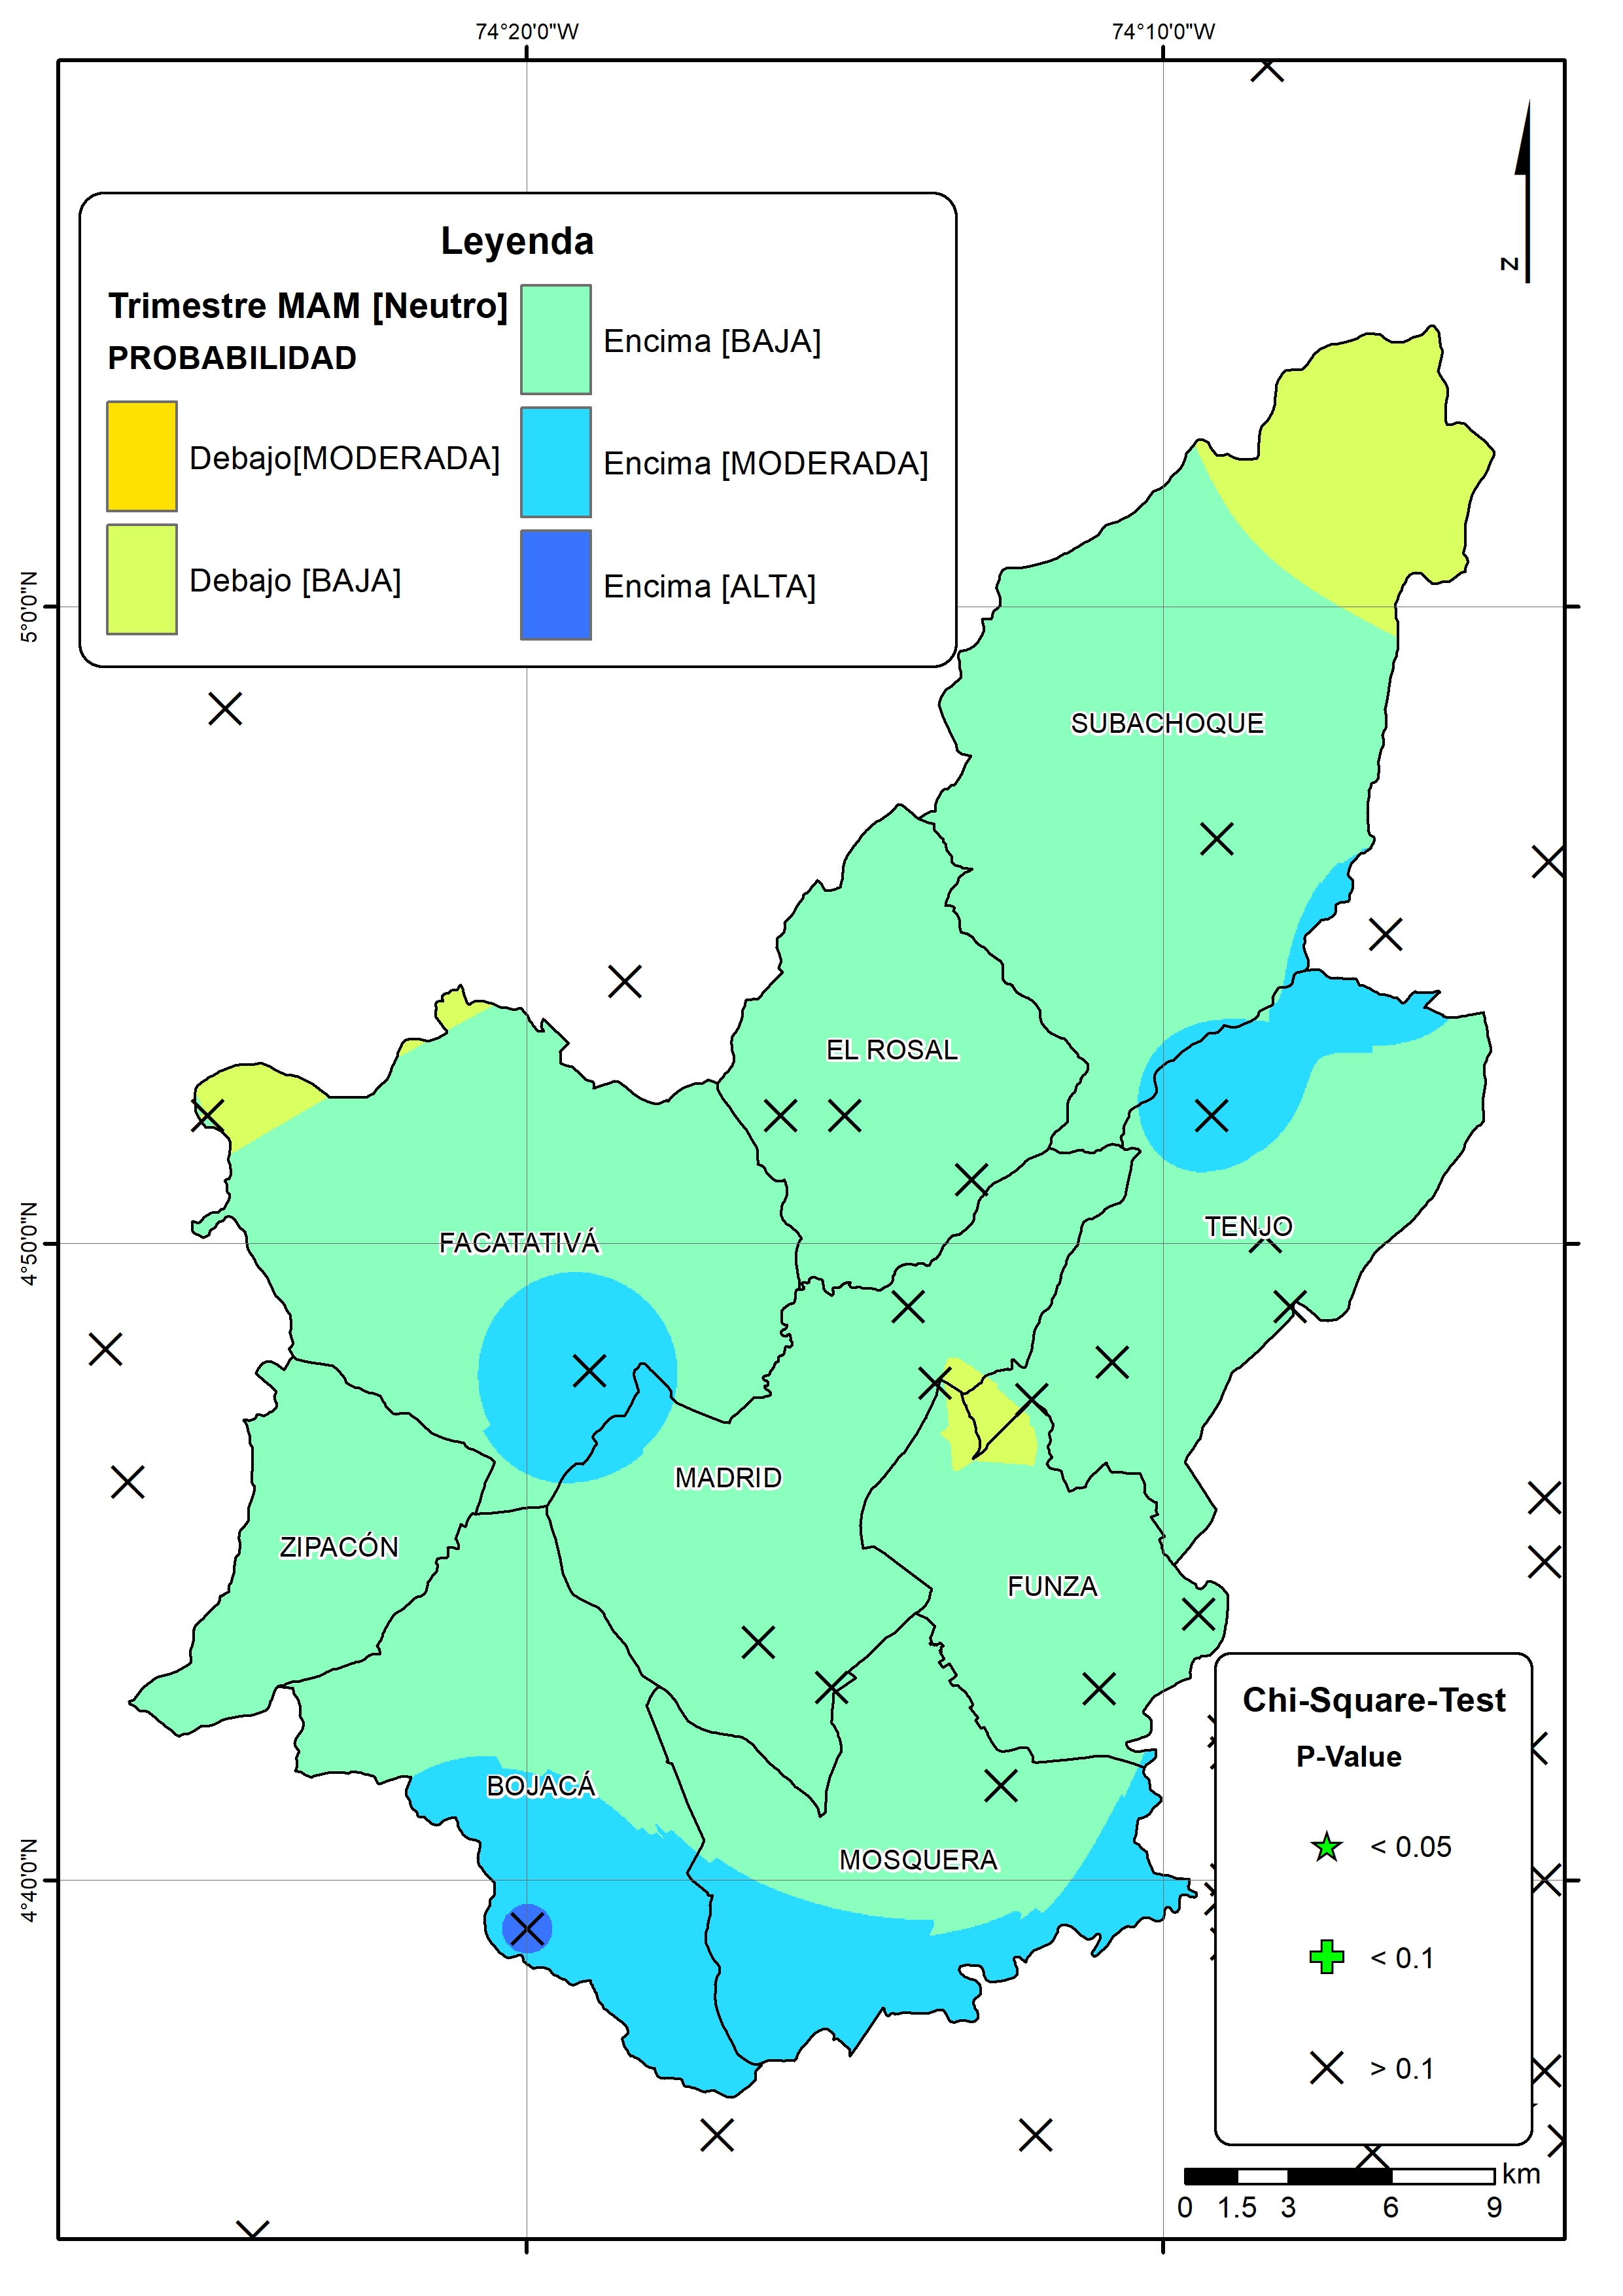 74°20'0"W
74°10'0"W
Leyenda
Trimestre MAM [Neutro]
PROBABILIDAD
Debajo[MODERADA]
Debajo [BAJA]
Encima [BAJA]
Encima [MODERADA]
Encima [ALTA]
N
5°0'0"N
4°50'0"N
4°40'0"N
SUBACHOQUE
EL ROSAL
TENJO
FACATATIVÁ
MADRID
ZIPACÓN
FUNZA
BOJACÁ
MOSQUERA
Chi-Square-Test
P-Value
< 0.05
< 0.1
> 0.1
km
0 1.5 3 6 9